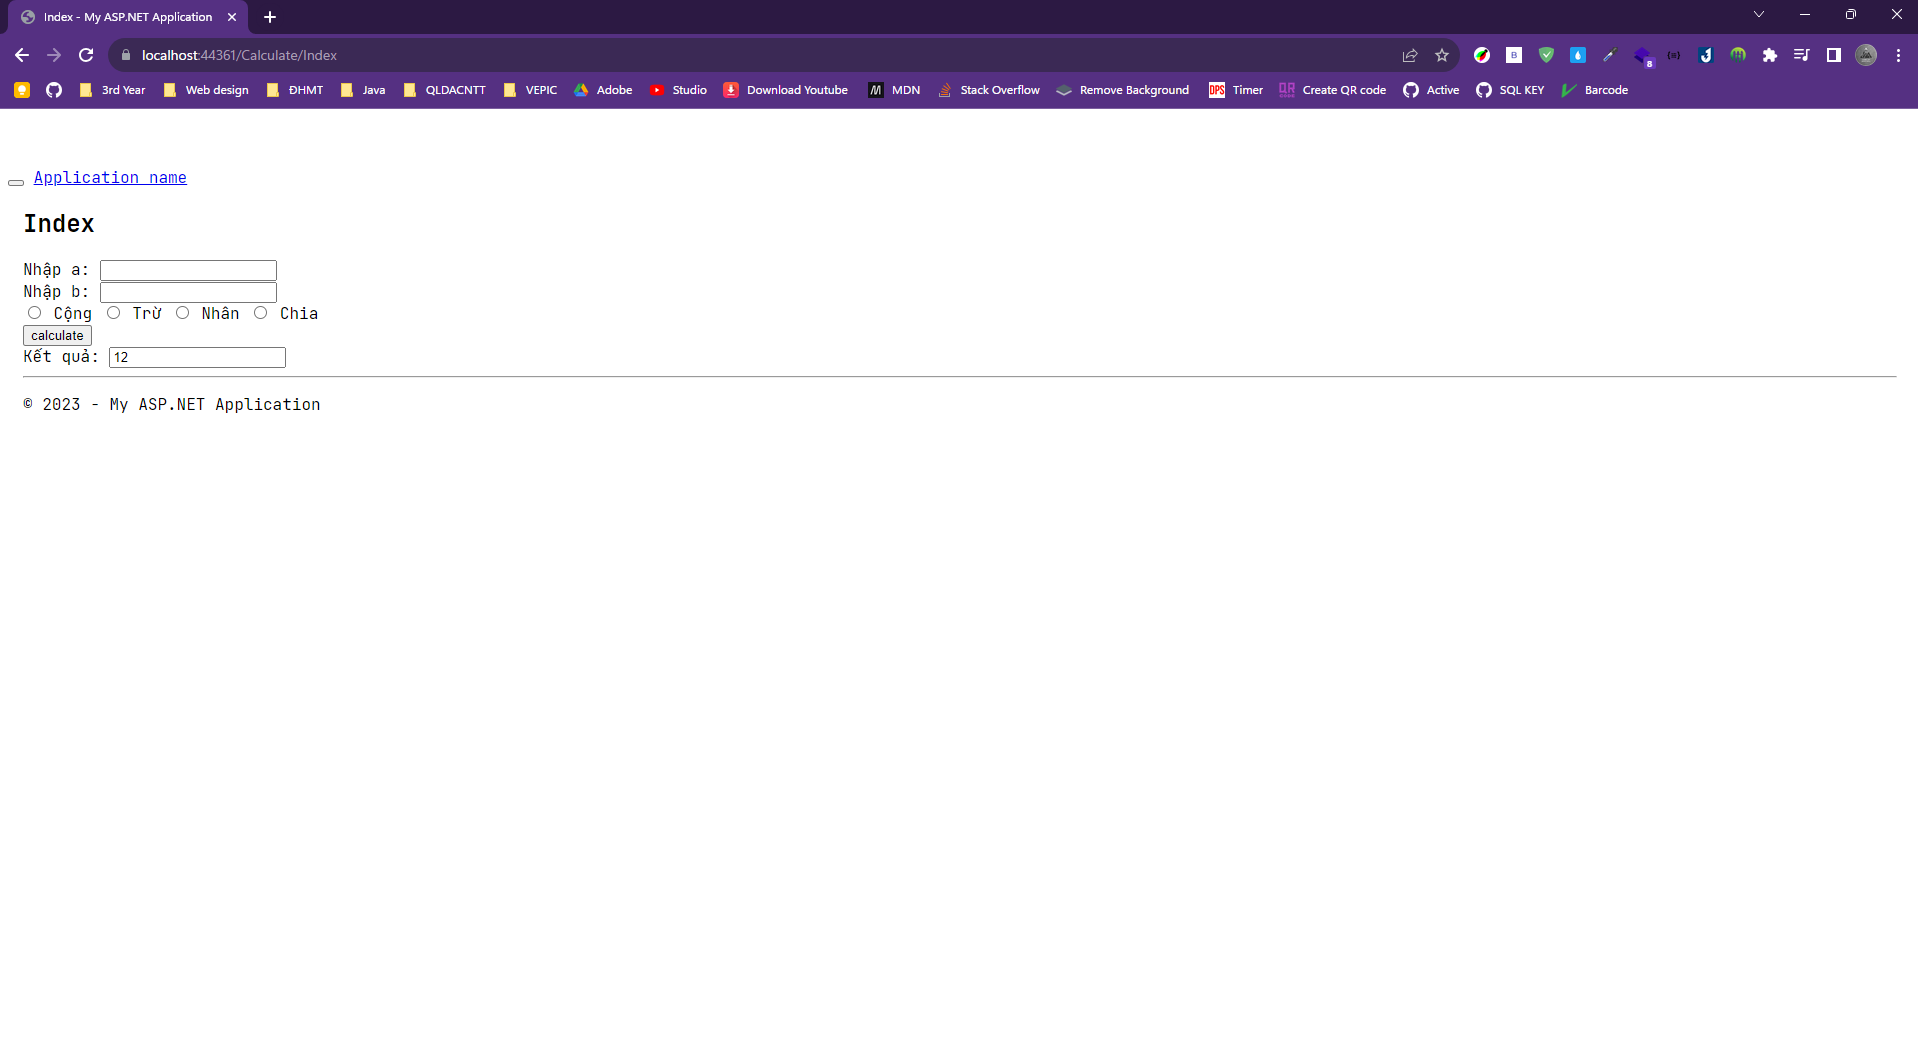 Index - My ASP.NET Application
localhost:44361/Calculate/Index
3rd Year Web design ĐHMT Java QLDACNTT VEPIC Adobe Studio Download Youtube MDN Stack Overflow Remove Background DPS Timer QR Create QR code Active SQL KEY Barcode
Application name
Index
Nhập a:
Nhập b:
Cộng Trừ Nhân Chia
calculate
Kết quả: 12
© 2023 - My ASP.NET Application